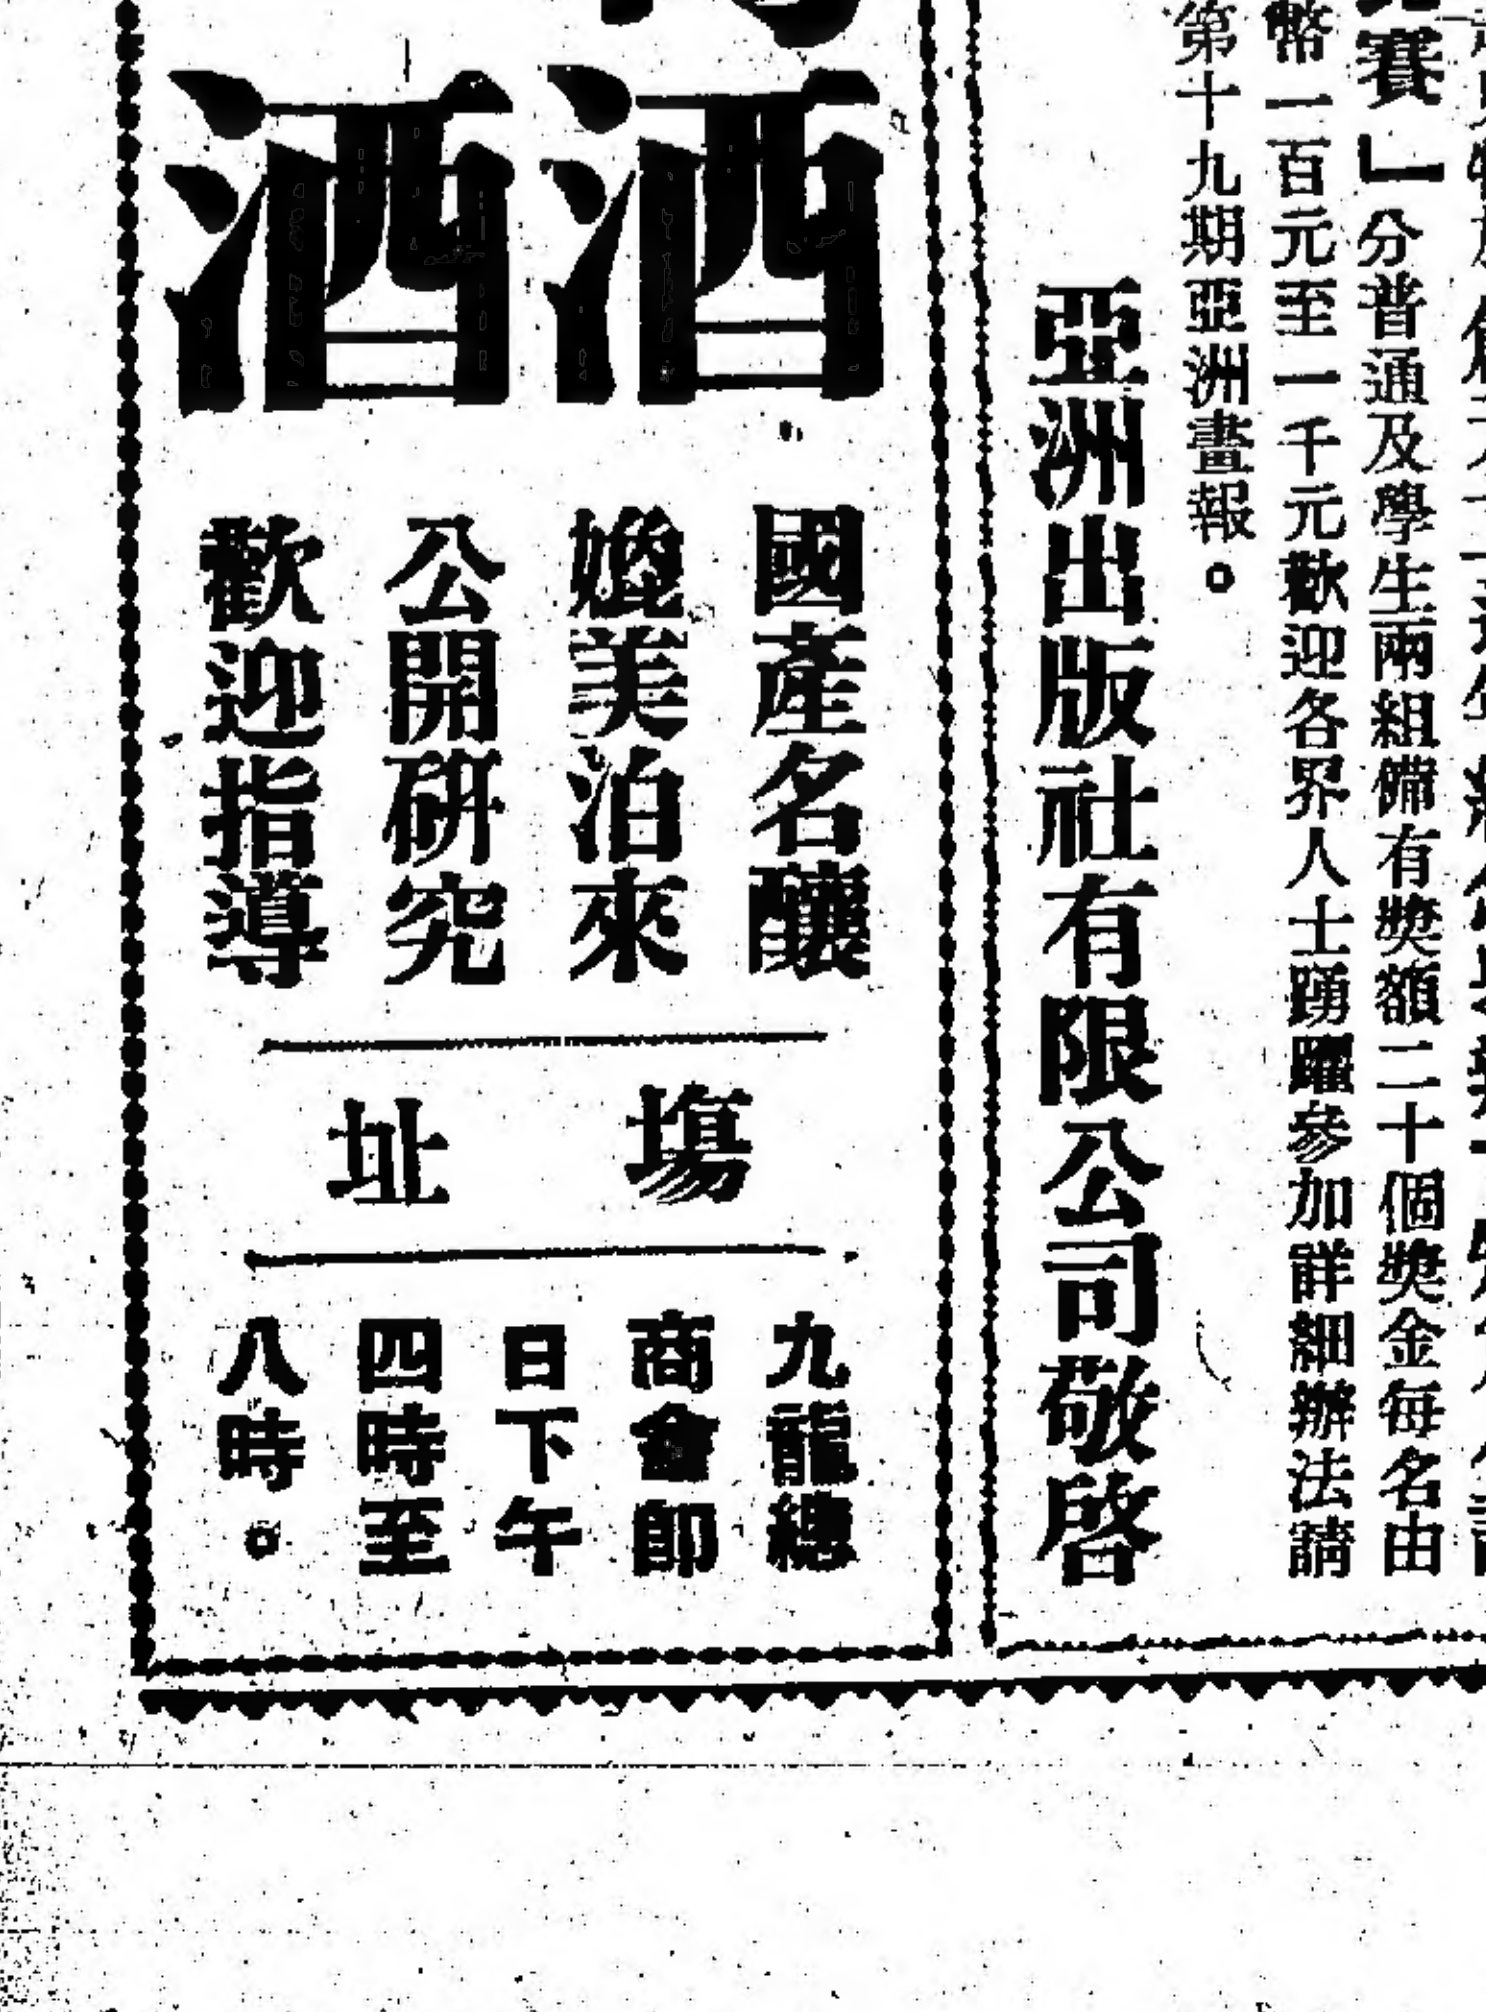 賽」分普通及學生兩組備有獎額二十個獎金每名由
幣一百元至一千元歡迎各界人士踴躍參加詳細辦法請
第十九期亞洲畫報。
亞洲出版社有限公司敬啓
酒
酒
國產名釀
媲美泊來
公開研究
歡迎指導
塲址
九龍總
商會即
日下午
四時至
八時。